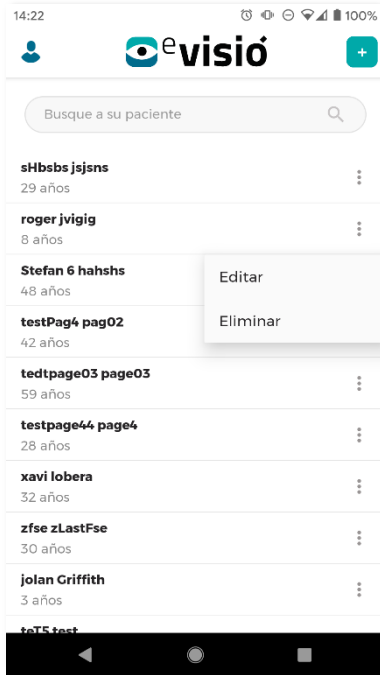 14:22
100%
evisió
+
Busque a su paciente
sHbsbs jsjsns
29 años
roger jvigig
8 años
Stefan 6 hahshs
48 años
Editar
Eliminar
testPag4 pag02
42 años
tedtpage03 page03
59 años
testpage44 page4
28 años
xavi lobera
32 años
zfse zLastFse
30 años
jolan Griffith
3 años
teT5 test